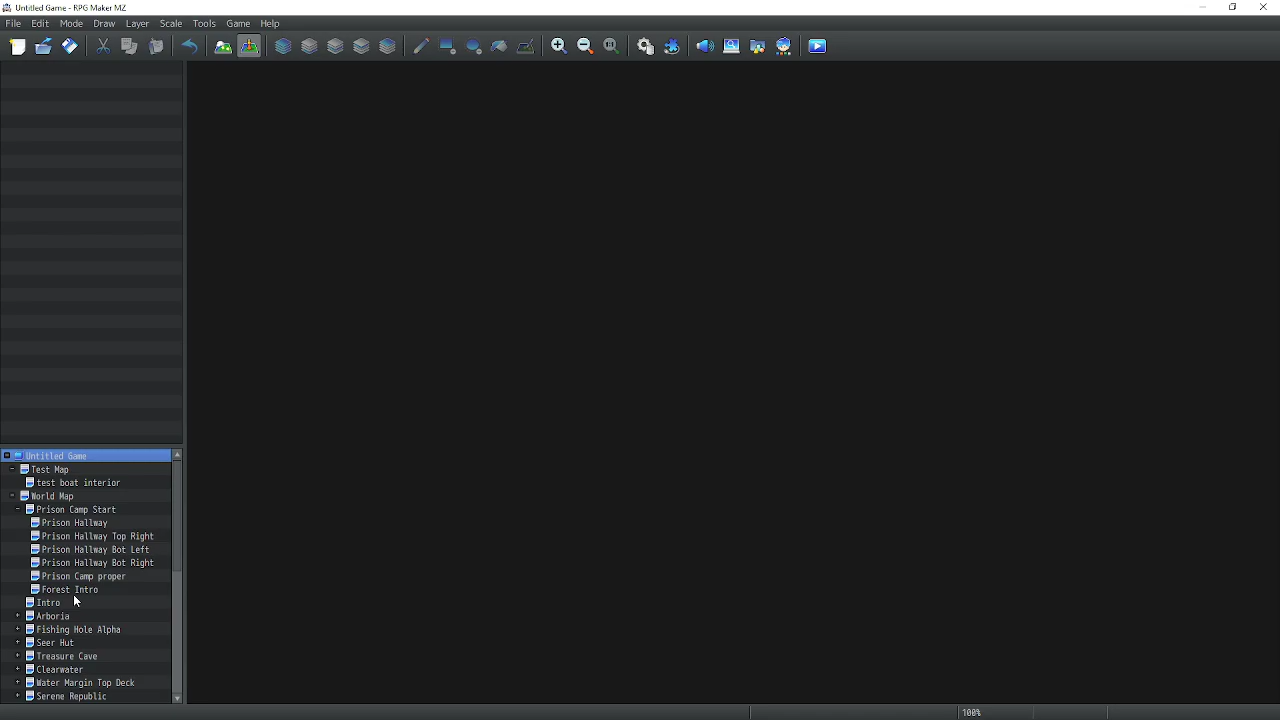 Untitled Game - RPG Maker MZ
File Edit Mode Draw Layer Scale Tools Game Help
Untitled Game
Test Map
test boat interior
World Map
Prison Camp Start
Prison Hallway
Prison Hallway Top Right
Prison Hallway Bot Left
Prison Hallway Bot Right
Prison Camp proper
Forest Intro
Intro
Arboria
Fishing Hole Alpha
Seer Hut
Treasure Cave
Clearwater
Water Margin Top Deck
Serene Republic
100%